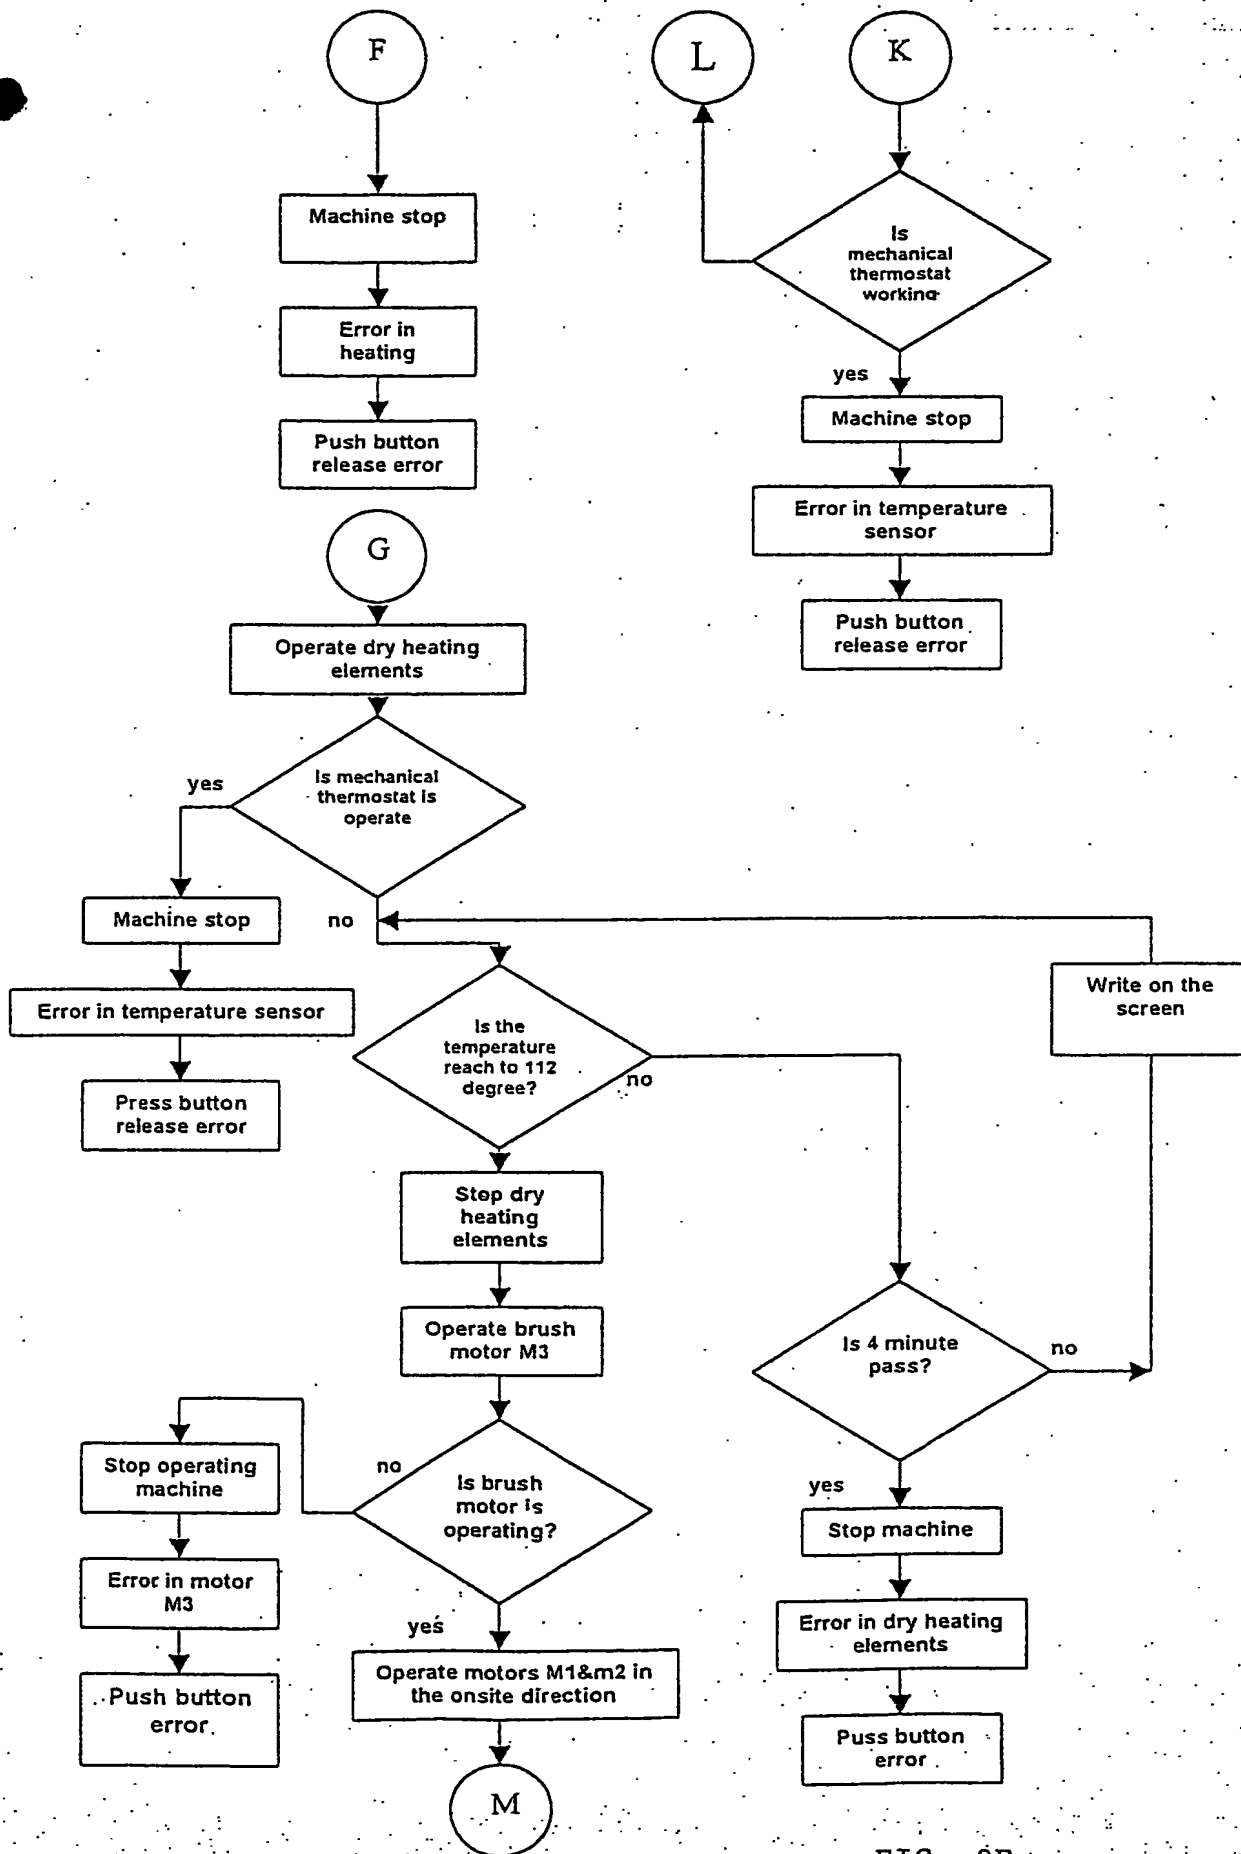 F
L
K
Machine stop
Error in
heating
Push button
release error
Is
mechanical
thermostat
working
yes
Machine stop
Error in temperature
sensor
Push button
release error
G
Operate dry heating
elements
Is mechanical
thermostat is
operate
yes
Machine stop
Error in temperature sensor
Press button
release error
no
Is the
temperature
reach to 112
degree?
no
Write on the
screen
Stop dry
heating
elements
Operate brush
motor M3
Is 4 minute
pass?
no
yes
Stop machine
Error in dry heating
elements
Puss button
error
Is brush
motor is
operating?
no
Stop operating
machine
Error in motor
M3
Push button
error
yes
Operate motors M1&m2 in
the onsite direction
M